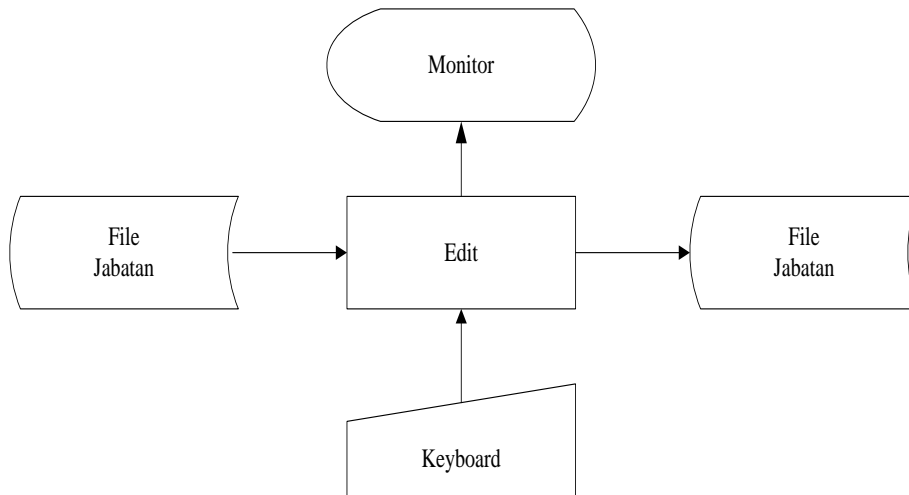 Monitor
File
Jabatan
Edit
File
Jabatan
Keyboard